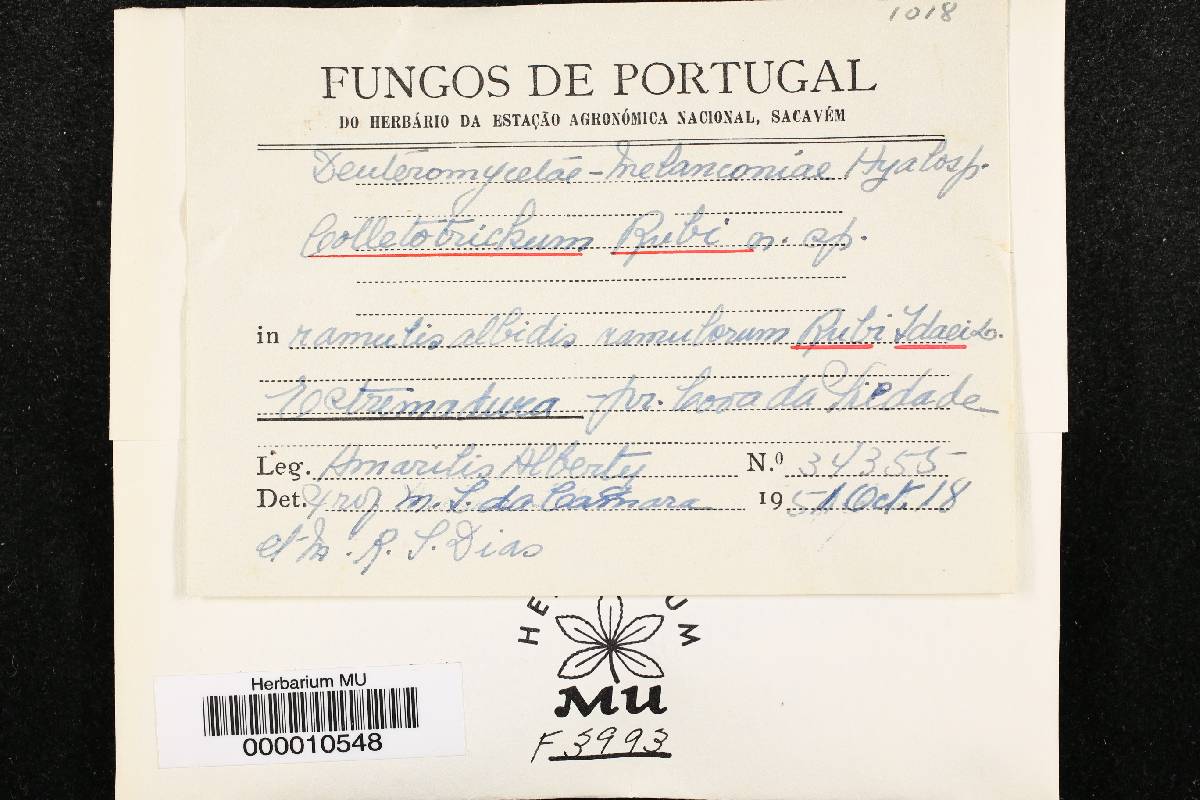 1018
FUNGOS DE PORTUGAL
DO HERBÁRIO DA ESTAÇÃO AGRONÓMICA NACIONAL, SACAVÉM
Deuteromycetae - Melanconiae Hyalosp.
Colletotrichum Rubi n. sp.
in ramulis albidis ramulorum Rubi Idaei L.
Estremadura - pr. Cova da Piedade
Leg. Amarilis Alberty N.º 34355
Det. Prof M. S. da Camara 1951 Oct. 18
et M. R. S. Dias
MU
F3993
Herbarium MU
000010548